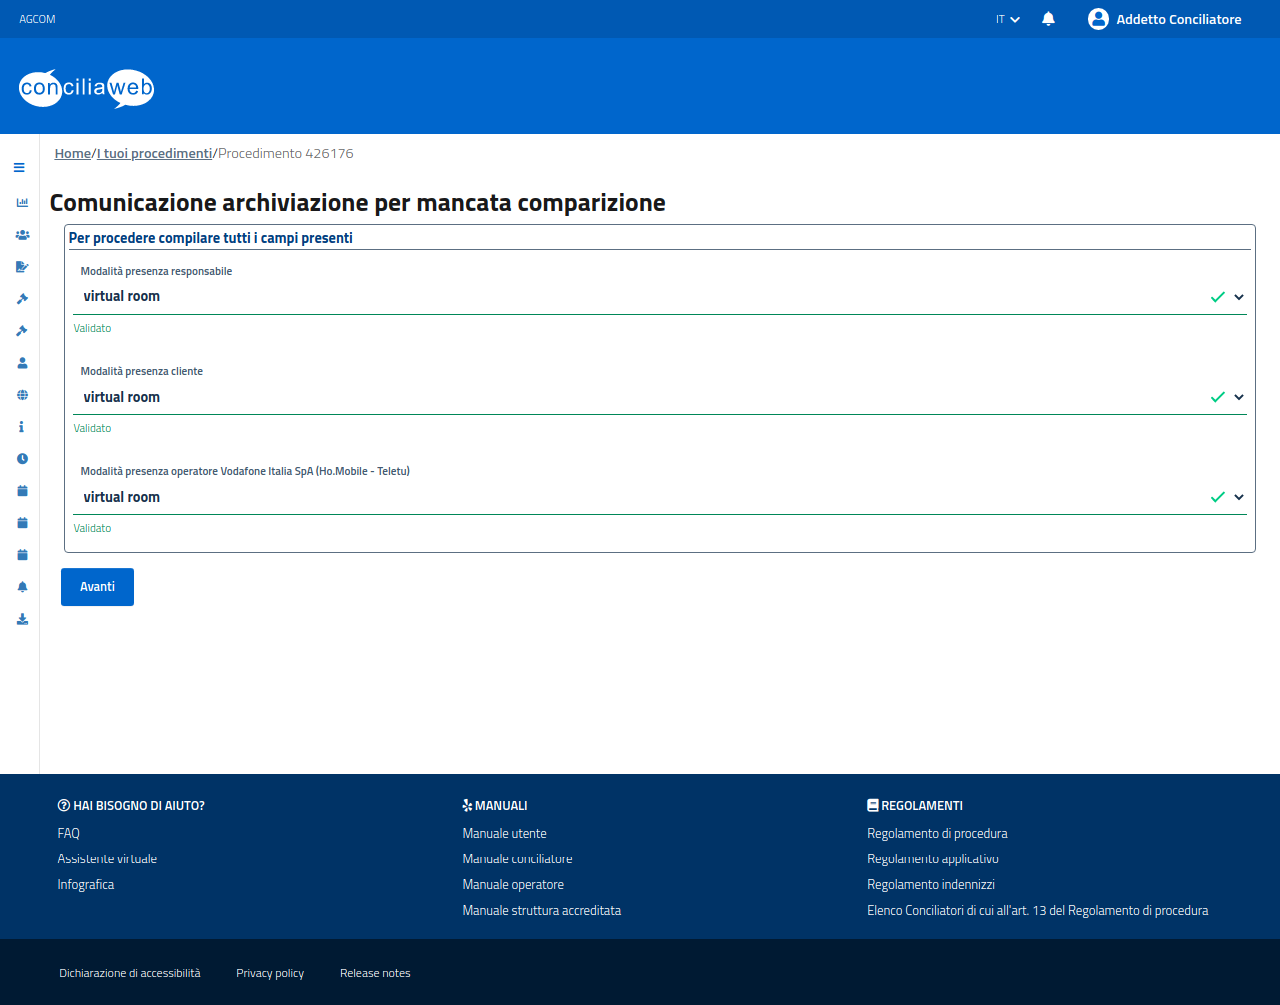 AGCOM
IT
Addetto Conciliatore
conciliaweb
Home/I tuoi procedimenti/Procedimento 426176
Comunicazione archiviazione per mancata comparizione
Per procedere compilare tutti i campi presenti
Modalità presenza responsabile
virtual room
Validato
Modalità presenza cliente
virtual room
Validato
Modalità presenza operatore Vodafone Italia SpA (Ho.Mobile - Teletu)
virtual room
Validato
Avanti
HAI BISOGNO DI AIUTO?
FAQ
Assistente virtuale
Infografica
MANUALI
Manuale utente
Manuale conciliatore
Manuale operatore
Manuale struttura accreditata
REGOLAMENTI
Regolamento di procedura
Regolamento applicativo
Regolamento indennizzi
Elenco Conciliatori di cui all'art. 13 del Regolamento di procedura
Dichiarazione di accessibilità
Privacy policy
Release notes